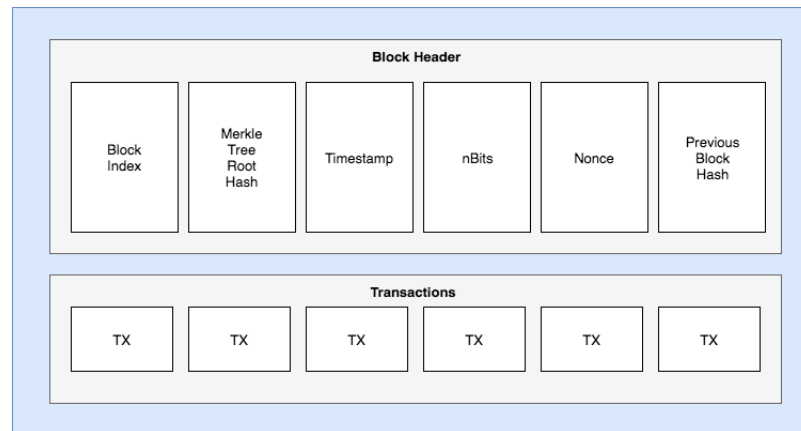 Block Header
Block
Index
Merkle
Tree
Root
Hash
Timestamp
nBits
Nonce
Previous
Block
Hash
Transactions
TX
TX
TX
TX
TX
TX